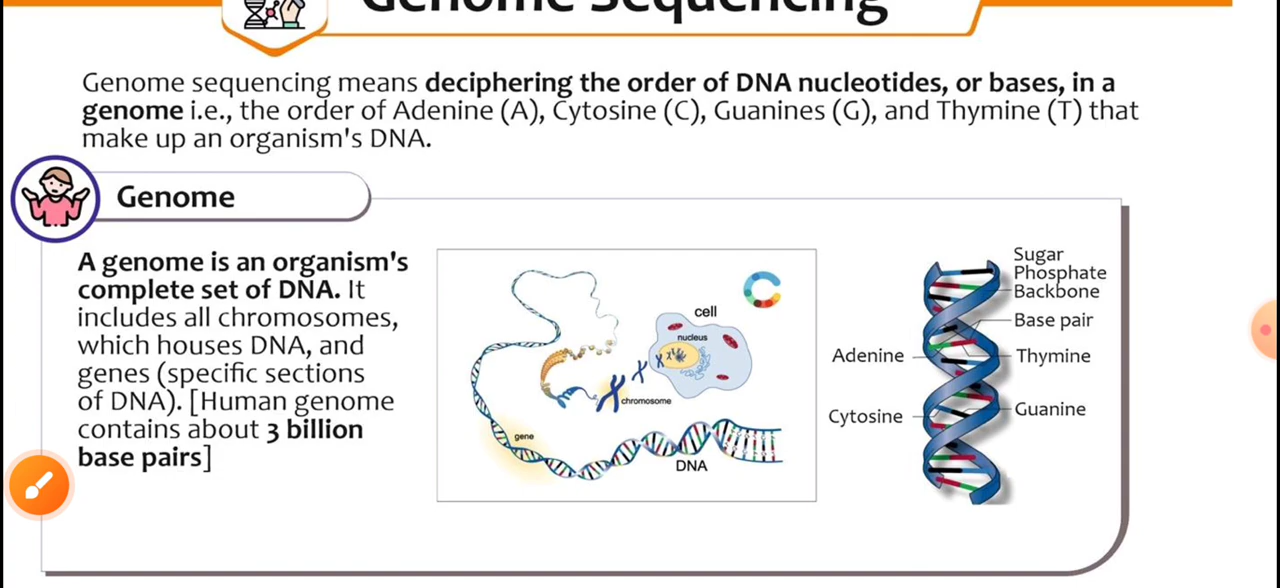 Genome Sequencing
Genome sequencing means deciphering the order of DNA nucleotides, or bases, in a
genome i.e., the order of Adenine (A), Cytosine (C), Guanines (G), and Thymine (T) that
make up an organism's DNA.
Genome
A genome is an organism's
complete set of DNA. It
includes all chromosomes,
which houses DNA, and
genes (specific sections
of DNA). [Human genome
contains about 3 billion
base pairs]
cell
nucleus
chromosome
gene
DNA
Sugar
Phosphate
Backbone
Base pair
Adenine
Thymine
Cytosine
Guanine